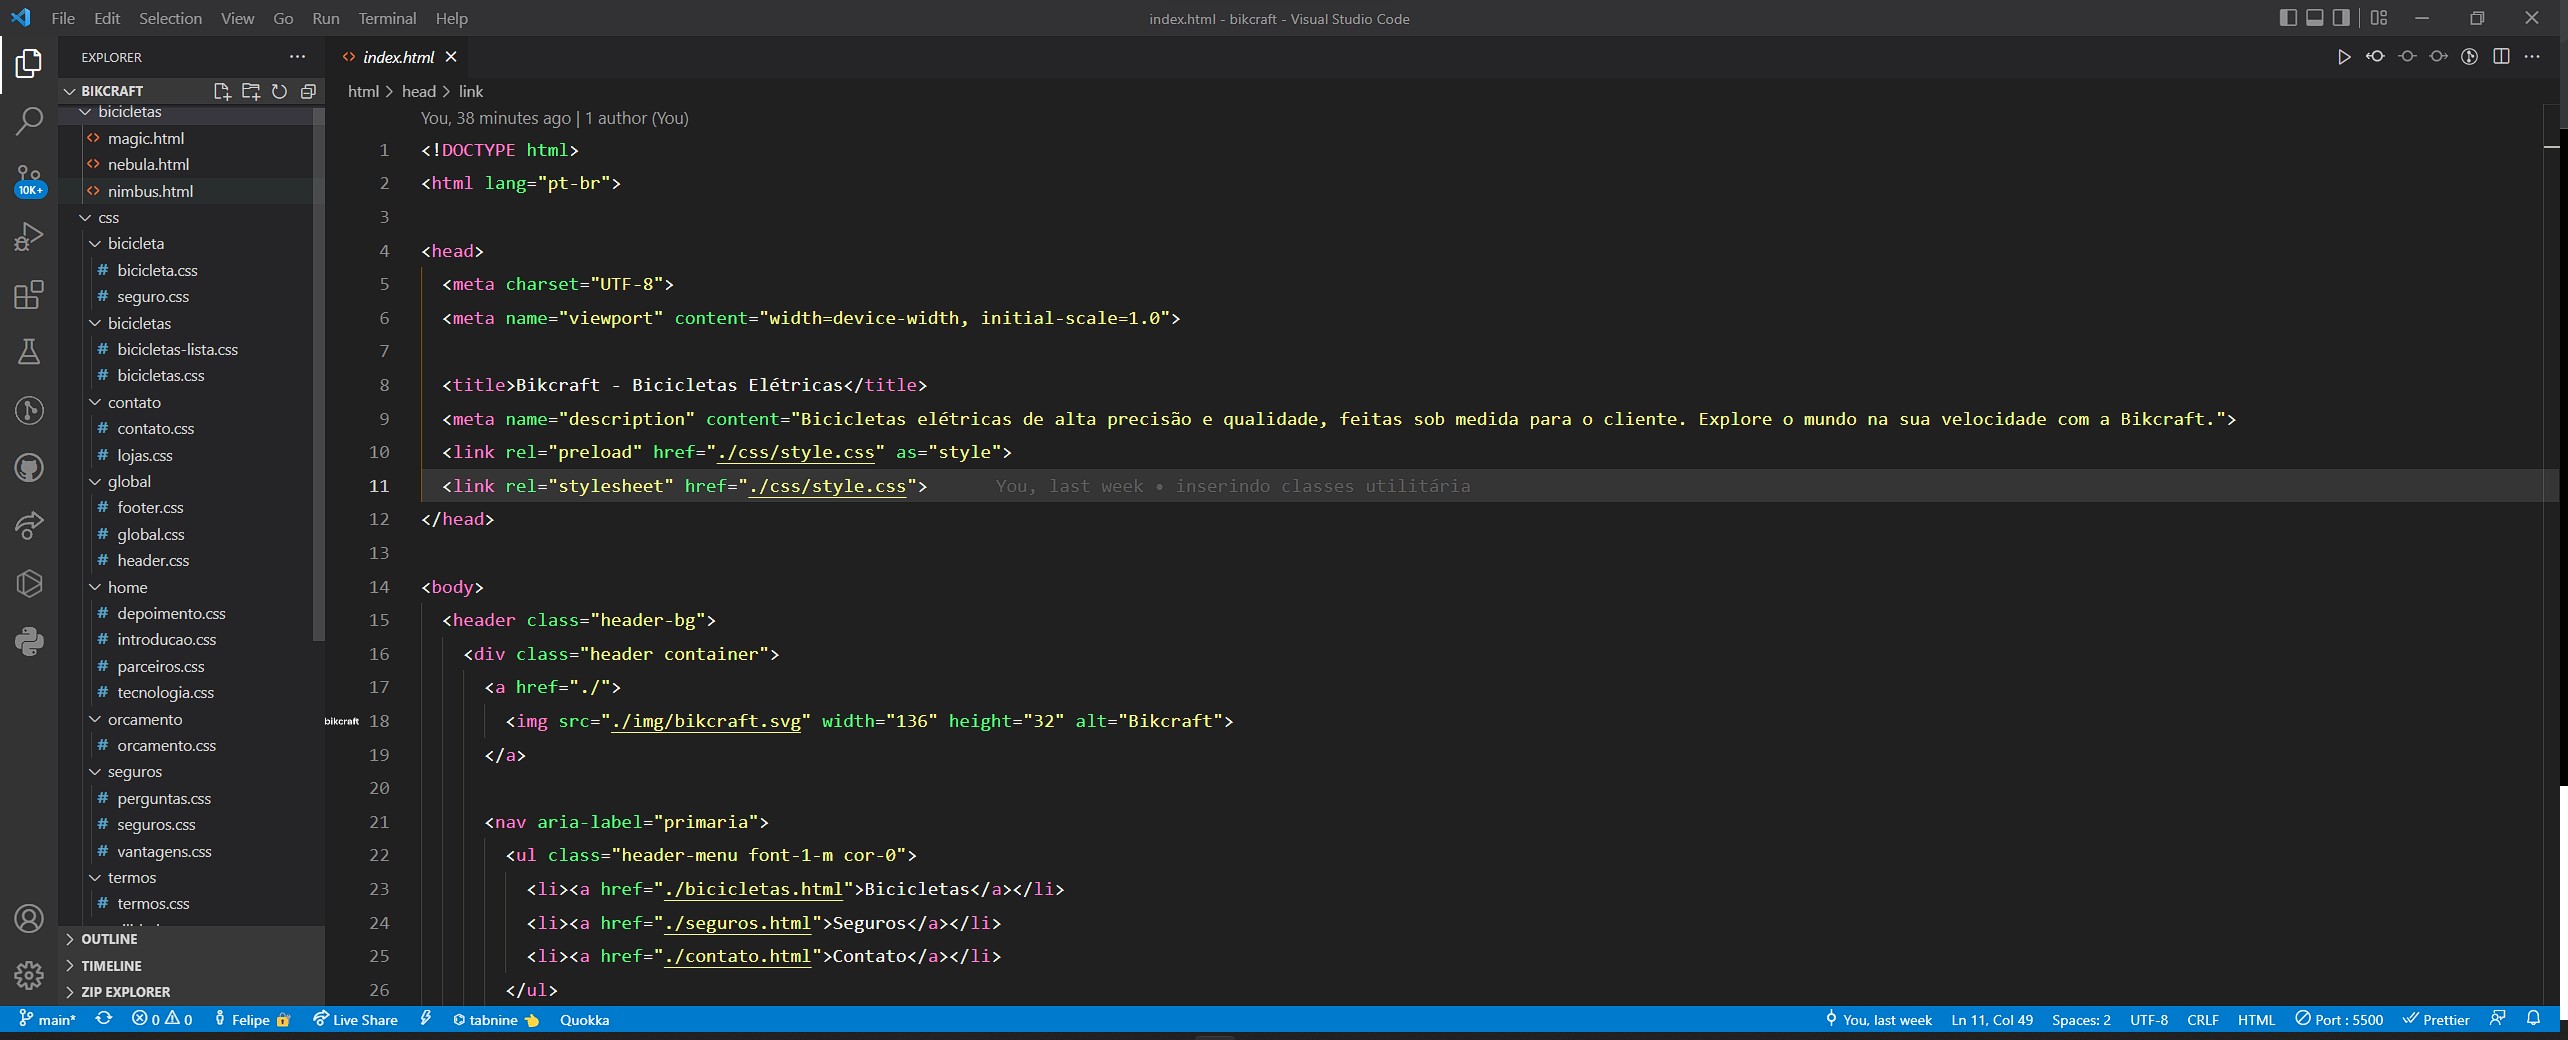 File Edit Selection View Go Run Terminal Help
index.html - bikcraft - Visual Studio Code
EXPLORER
BIKCRAFT
bicicletas
magic.html
nebula.html
nimbus.html
css
bicicleta
bicicleta.css
seguro.css
bicicletas
bicicletas-lista.css
bicicletas.css
contato
contato.css
lojas.css
global
footer.css
global.css
header.css
home
depoimento.css
introducao.css
parceiros.css
tecnologia.css
orcamento
orcamento.css
seguros
perguntas.css
seguros.css
vantagens.css
termos
termos.css
OUTLINE
TIMELINE
ZIP EXPLORER
10K+
index.html
html > head > link
You, 38 minutes ago | 1 author (You)
1 <!DOCTYPE html>
2 <html lang="pt-br">
3
4 <head>
5 <meta charset="UTF-8">
6 <meta name="viewport" content="width=device-width, initial-scale=1.0">
7
8 <title>Bikcraft - Bicicletas Elétricas</title>
9 <meta name="description" content="Bicicletas elétricas de alta precisão e qualidade, feitas sob medida para o cliente. Explore o mundo na sua velocidade com a Bikcraft.">
10 <link rel="preload" href="./css/style.css" as="style">
11 <link rel="stylesheet" href="./css/style.css"> You, last week • inserindo classes utilitária
12 </head>
13
14 <body>
15 <header class="header-bg">
16 <div class="header container">
17 <a href="./">
bikcraft 18 <img src="./img/bikcraft.svg" width="136" height="32" alt="Bikcraft">
19 </a>
20
21 <nav aria-label="primaria">
22 <ul class="header-menu font-1-m cor-0">
23 <li><a href="./bicicletas.html">Bicicletas</a></li>
24 <li><a href="./seguros.html">Seguros</a></li>
25 <li><a href="./contato.html">Contato</a></li>
26 </ul>
main* 0 0 Felipe Live Share tabnine Quokka You, last week Ln 11, Col 49 Spaces: 2 UTF-8 CRLF HTML Port : 5500 Prettier